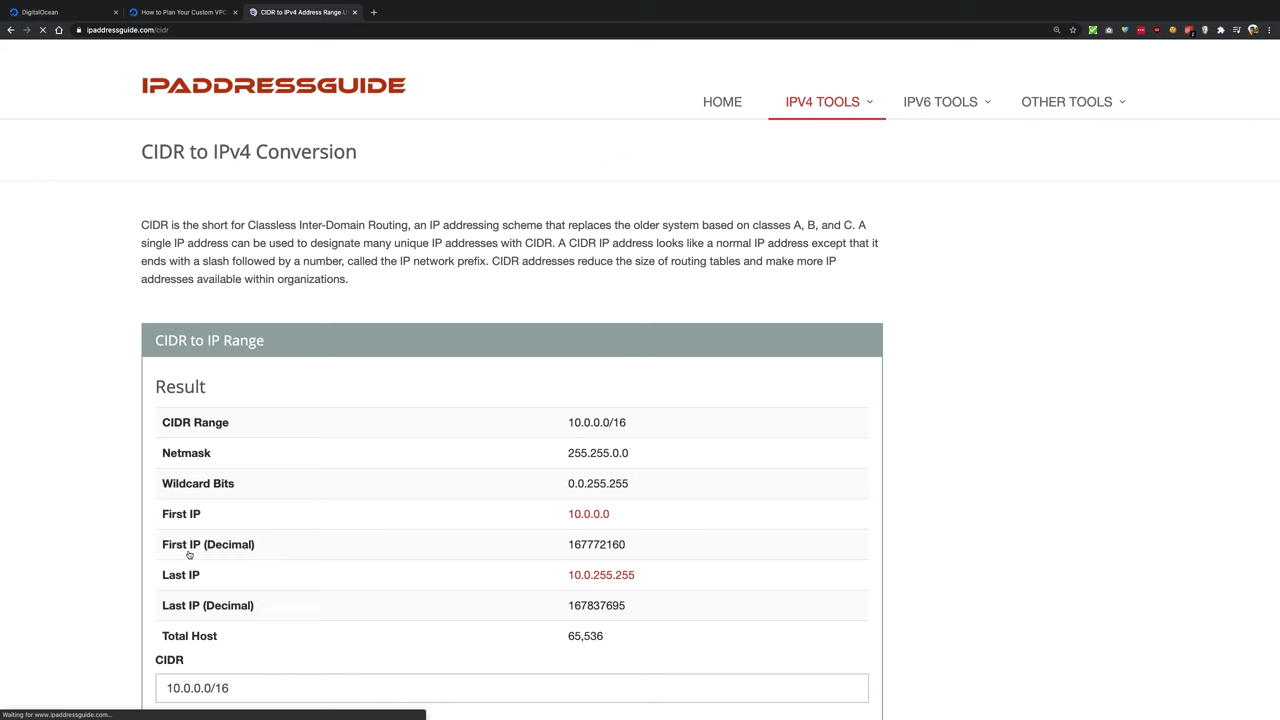 DigitalOcean
How to Plan Your Custom VPC
CIDR to IPv4 Address Range U
ipaddressguide.com/cidr
IPADDRESSGUIDE
HOME
IPV4 TOOLS
IPV6 TOOLS
OTHER TOOLS
CIDR to IPv4 Conversion
CIDR is the short for Classless Inter-Domain Routing, an IP addressing scheme that replaces the older system based on classes A, B, and C. A
single IP address can be used to designate many unique IP addresses with CIDR. A CIDR IP address looks like a normal IP address except that it
ends with a slash followed by a number, called the IP network prefix. CIDR addresses reduce the size of routing tables and make more IP
addresses available within organizations.
CIDR to IP Range
Result
CIDR Range 10.0.0.0/16
Netmask 255.255.0.0
Wildcard Bits 0.0.255.255
First IP 10.0.0.0
First IP (Decimal) 167772160
Last IP 10.0.255.255
Last IP (Decimal) 167837695
Total Host 65,536
CIDR
10.0.0.0/16
Waiting for www.ipaddressguide.com...